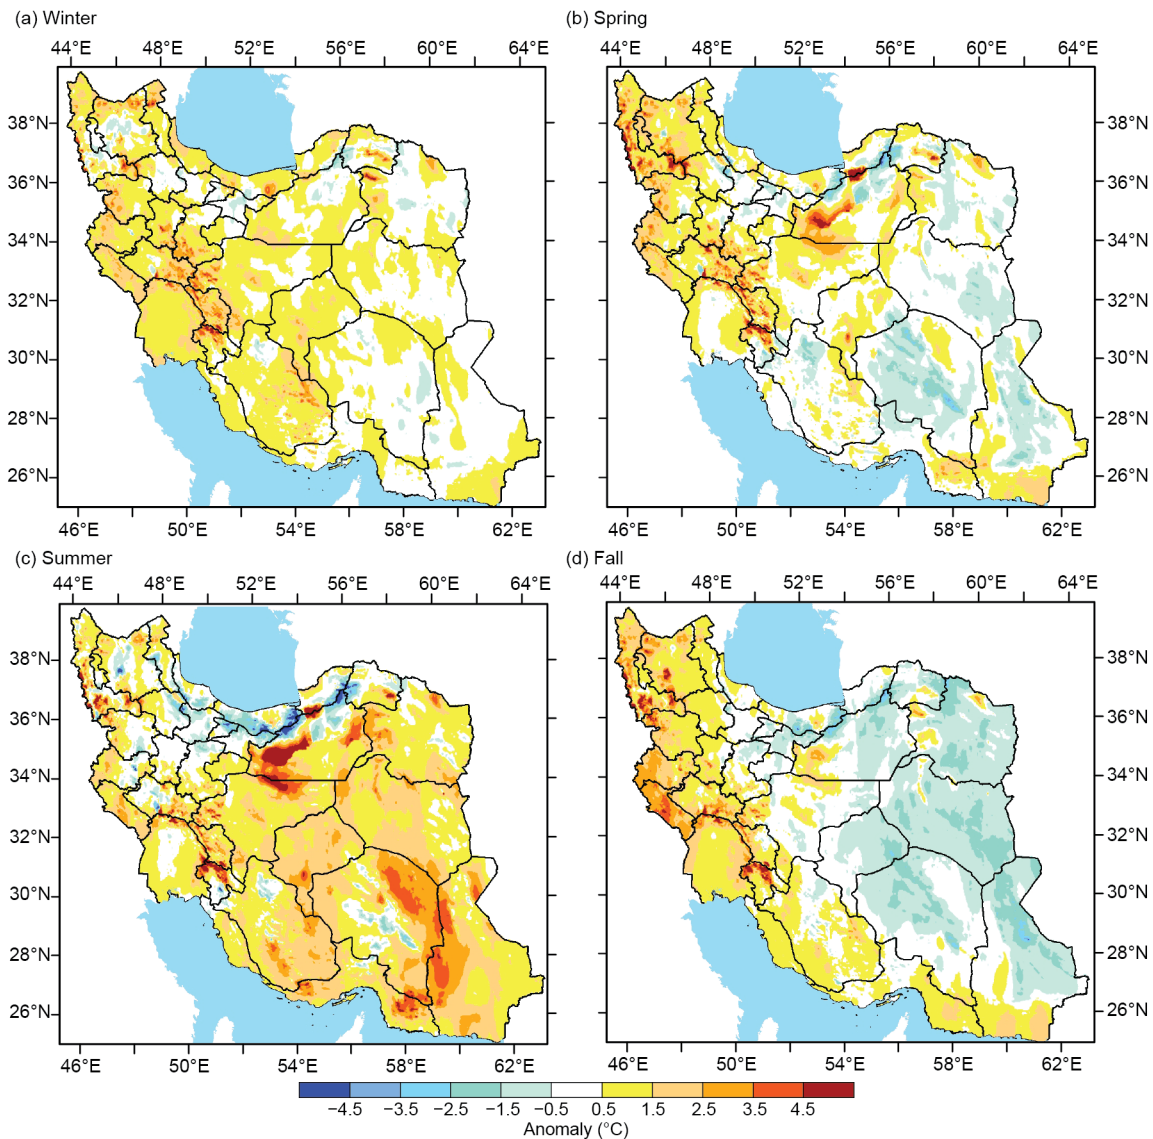 (a) Winter
(b) Spring
44°E 48°E 52°E 56°E 60°E 64°E
44°E 48°E 52°E 56°E 60°E 64°E
38°N
36°N
34°N
32°N
30°N
28°N
26°N
38°N
36°N
34°N
32°N
30°N
28°N
26°N
46°E 50°E 54°E 58°E 62°E
46°E 50°E 54°E 58°E 62°E
(c) Summer
(d) Fall
44°E 48°E 52°E 56°E 60°E 64°E
44°E 48°E 52°E 56°E 60°E 64°E
38°N
36°N
34°N
32°N
30°N
28°N
26°N
38°N
36°N
34°N
32°N
30°N
28°N
26°N
46°E 50°E 54°E 58°E 62°E
46°E 50°E 54°E 58°E 62°E
−4.5 −3.5 −2.5 −1.5 −0.5 0.5 1.5 2.5 3.5 4.5
Anomaly (°C)